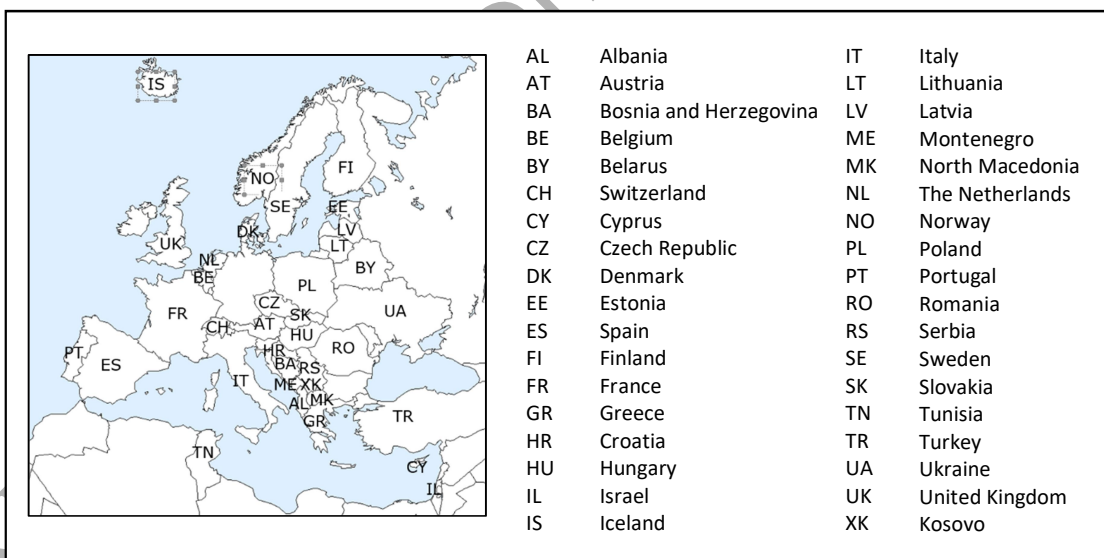 IS
NO
FI
SE
EE
DK
LV
LT
UK
NL
BE
BY
PL
CZ
SK
UA
FR
CH
AT
HU
RO
HR
BA
RS
PT
ES
IT
ME
XK
AL
MK
GR
TR
TN
CY
IL
AL Albania
AT Austria
BA Bosnia and Herzegovina
BE Belgium
BY Belarus
CH Switzerland
CY Cyprus
CZ Czech Republic
DK Denmark
EE Estonia
ES Spain
FI Finland
FR France
GR Greece
HR Croatia
HU Hungary
IL Israel
IS Iceland
IT Italy
LT Lithuania
LV Latvia
ME Montenegro
MK North Macedonia
NL The Netherlands
NO Norway
PL Poland
PT Portugal
RO Romania
RS Serbia
SE Sweden
SK Slovakia
TN Tunisia
TR Turkey
UA Ukraine
UK United Kingdom
XK Kosovo